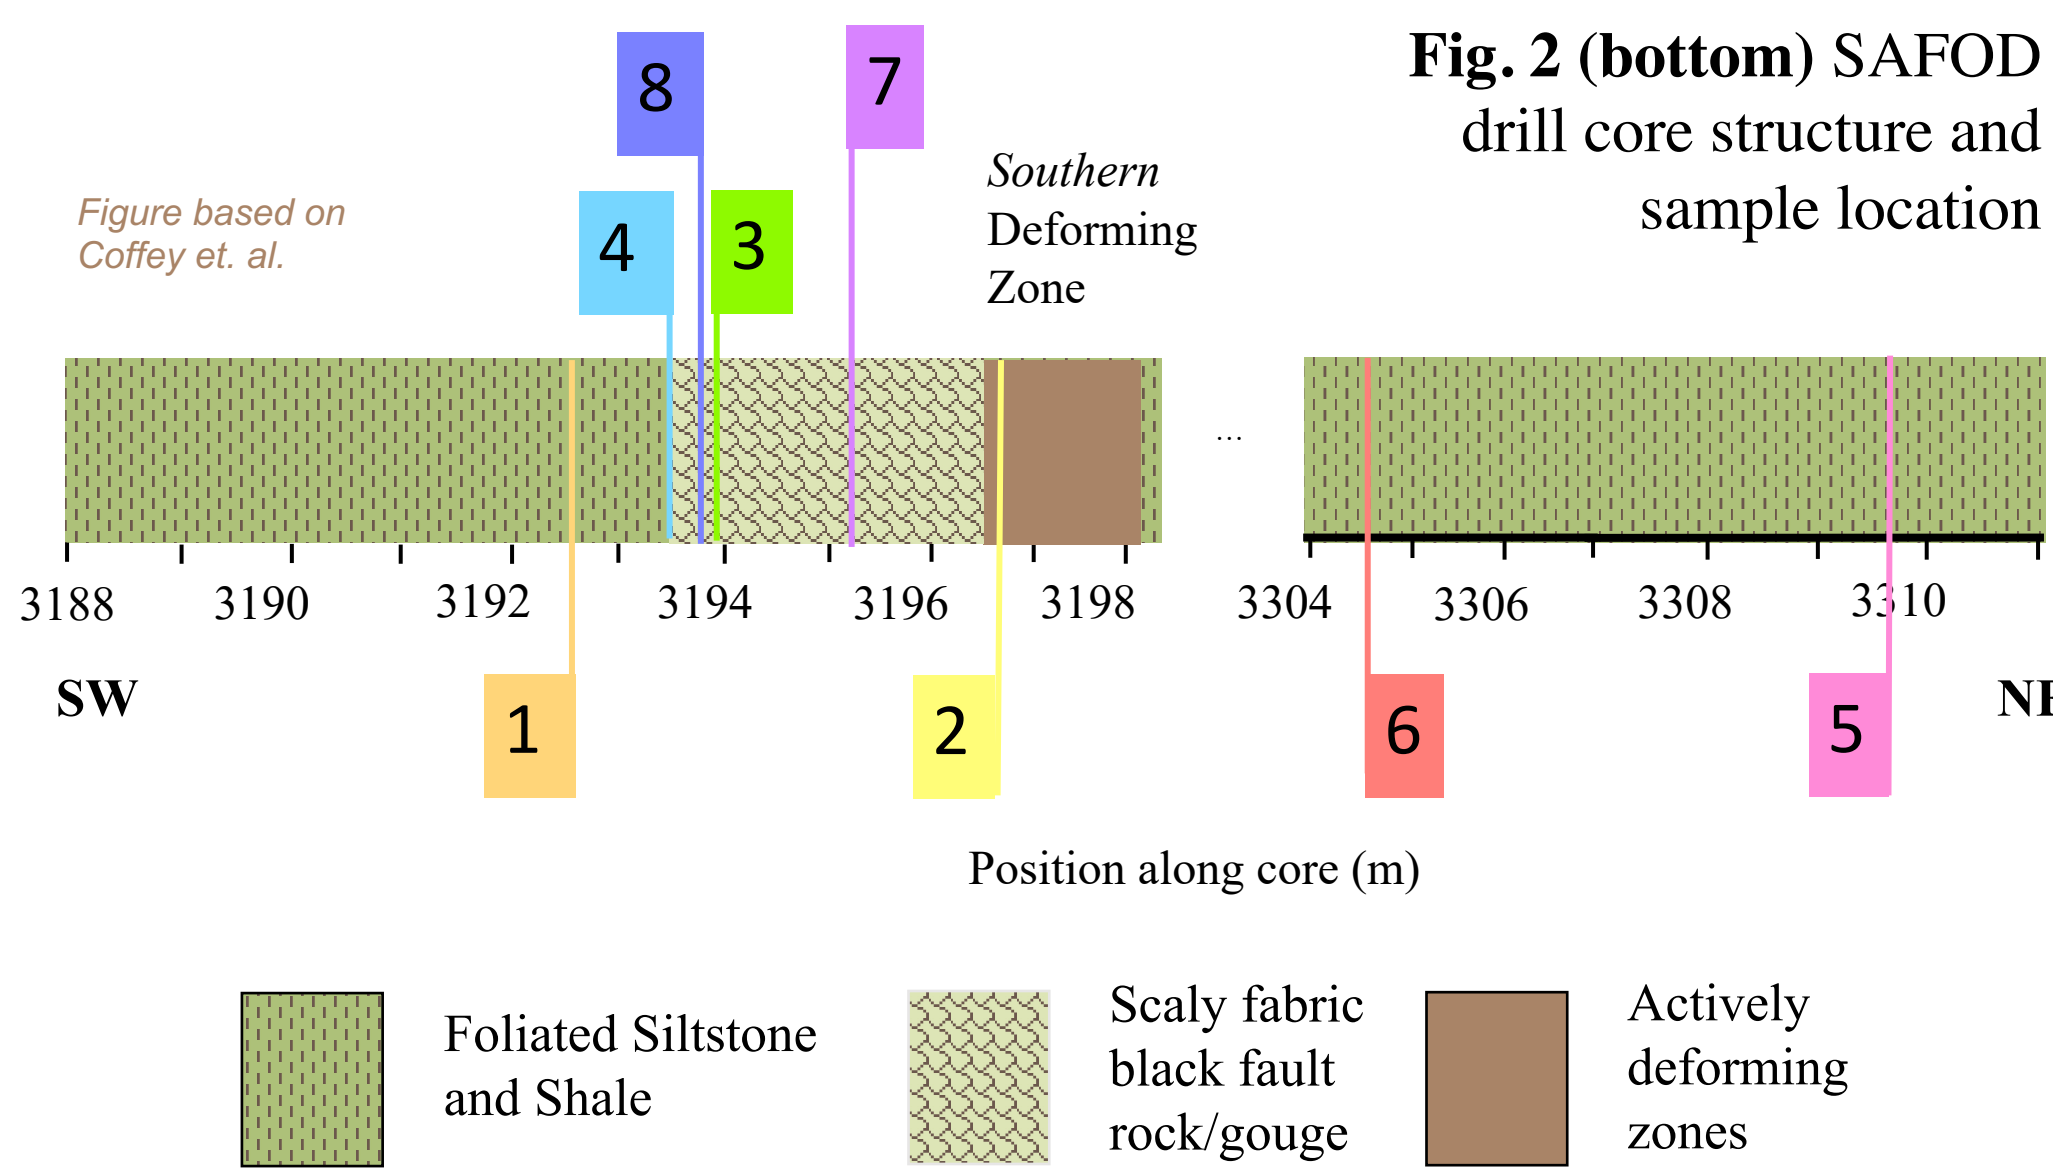 Fig. 2 (bottom) SAFOD
drill core structure and
sample location
8
7
Figure based on
Coffey et. al.
4
3
Southern
Deforming
Zone
...
3188 3190 3192 3194 3196 3198 3304 3306 3308 3310
SW
1
2
6
5
Position along core (m)
Foliated Siltstone
and Shale
Scaly fabric
black fault
rock/gouge
Actively
deforming
zones